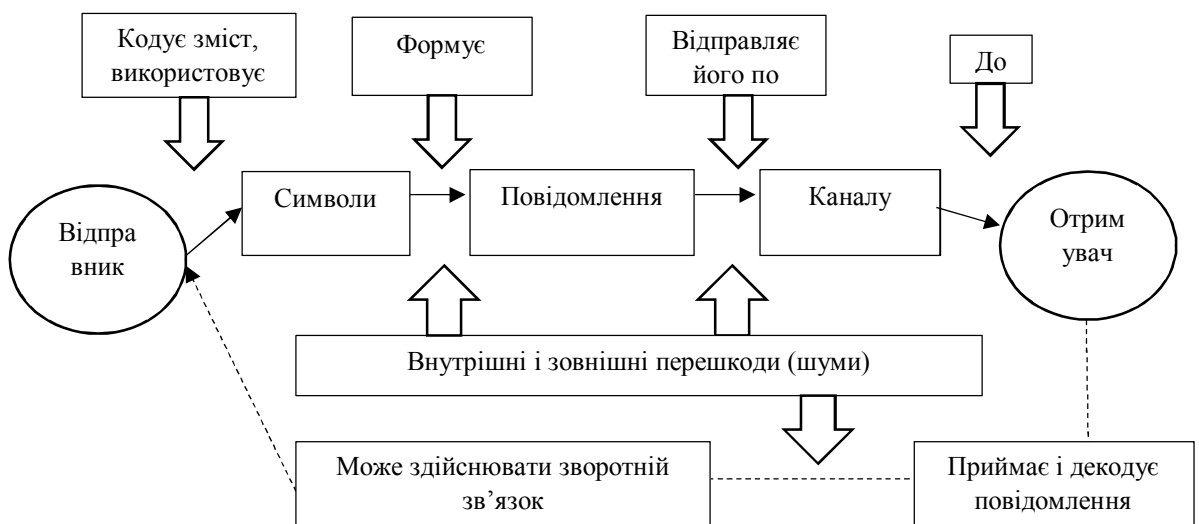 Кодує зміст,
використовує
Формує
Відправляє
його по
До
Символи
Повідомлення
Каналу
Відпра
вник
Отрим
увач
Внутрішні і зовнішні перешкоди (шуми)
Може здійснювати зворотній
зв’язок
Приймає і декодує
повідомлення